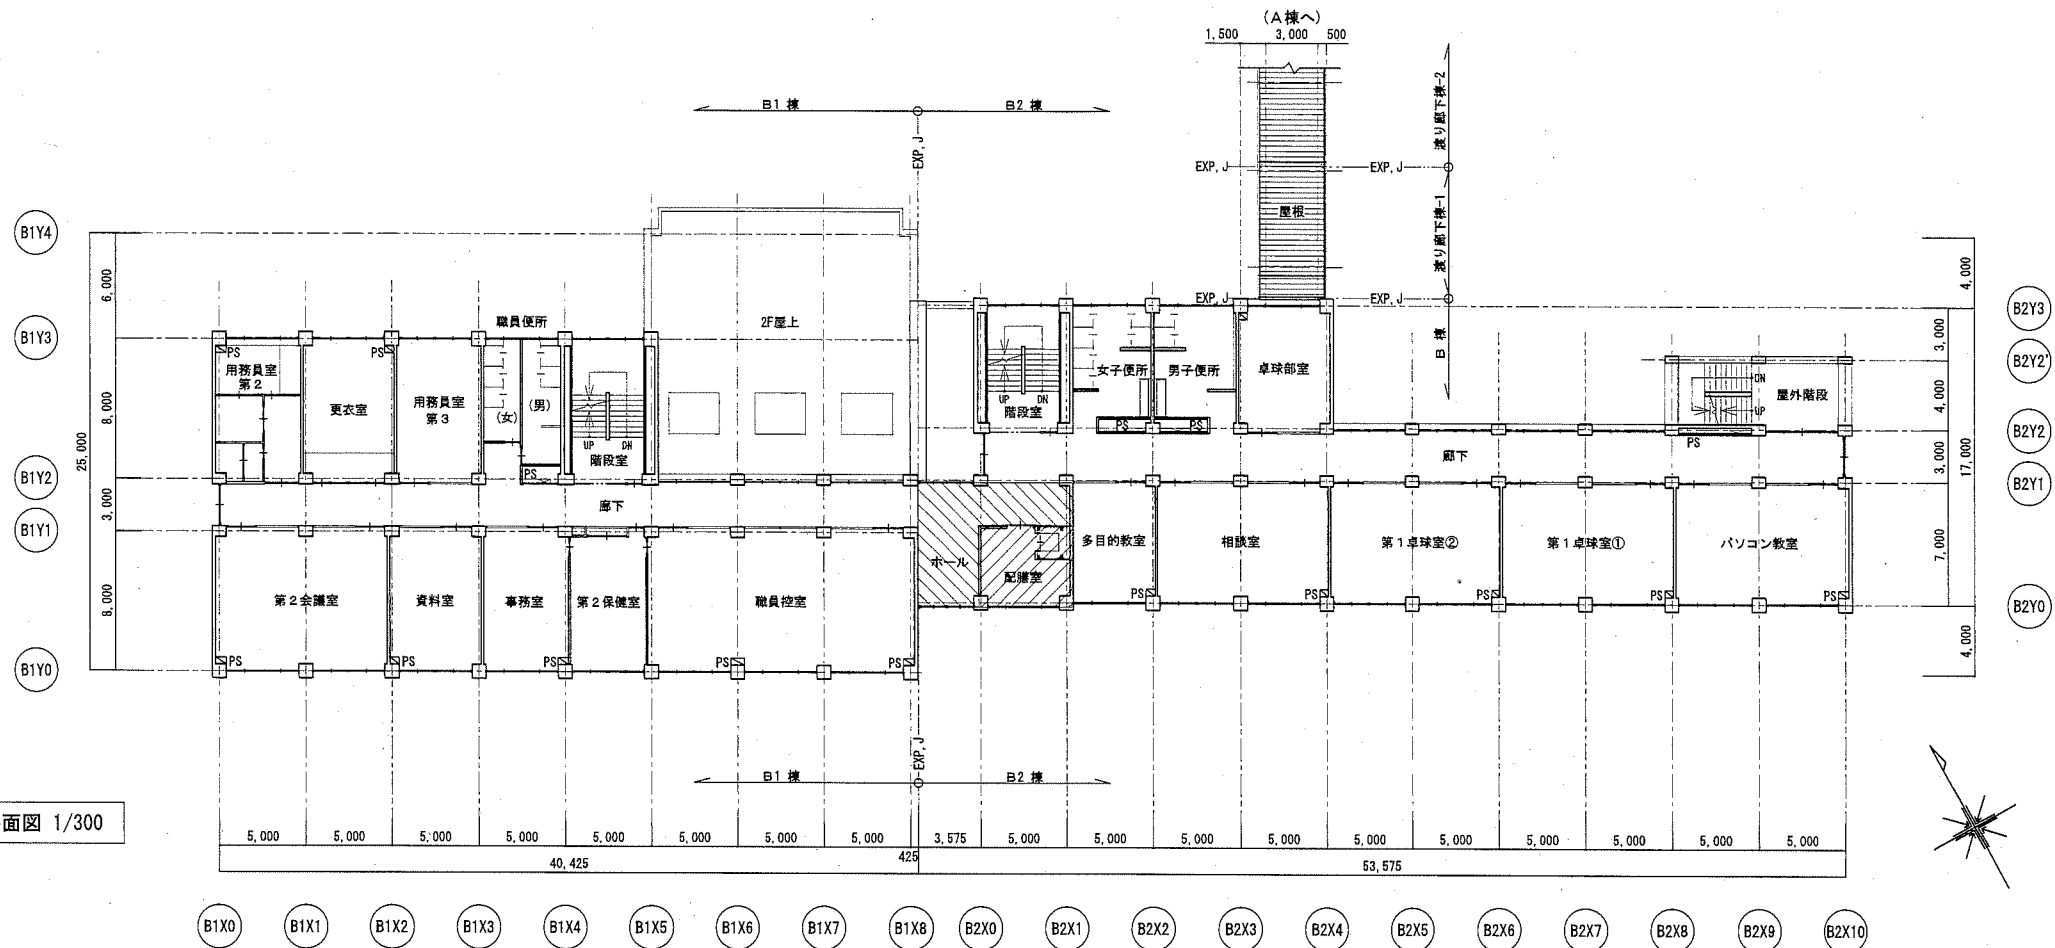 (A棟へ)
1,500 3,000 500
B1 棟 B2 棟
EXP, J
渡り廊下棟-2
EXP, J EXP, J
渡り廊下棟-1
屋根
EXP, J EXP, J
B 棟
B1Y4
B1Y3
B1Y2
B1Y1
B1Y0
6,000
8,000
3,000
8,000
25,000
職員便所
2F屋上
PS
用務員室
第2
更衣室
PS
用務員室
第3
(女)
(男)
PS
UP DN
階段室
UP DN
階段室
女子便所
男子便所
PS PS
卓球部室
DN
UP
屋外階段
PS
廊下
廊下
第2会議室
資料室
事務室
第2保健室
職員控室
ホール
配膳室
多目的教室
相談室
第1卓球室②
第1卓球室①
パソコン教室
PS PS PS PS PS
PS PS PS PS PS
B2Y3
B2Y2'
B2Y2
B2Y1
B2Y0
4,000
3,000
4,000
3,000
7,000
4,000
17,000
EXP, J
B1 棟 B2 棟
面図 1/300
5,000 5,000 5,000 5,000 5,000 5,000 5,000 5,000 425 3,575 5,000 5,000 5,000 5,000 5,000 5,000 5,000 5,000 5,000 5,000
40,425 53,575
B1X0 B1X1 B1X2 B1X3 B1X4 B1X5 B1X6 B1X7 B1X8 B2X0 B2X1 B2X2 B2X3 B2X4 B2X5 B2X6 B2X7 B2X8 B2X9 B2X10